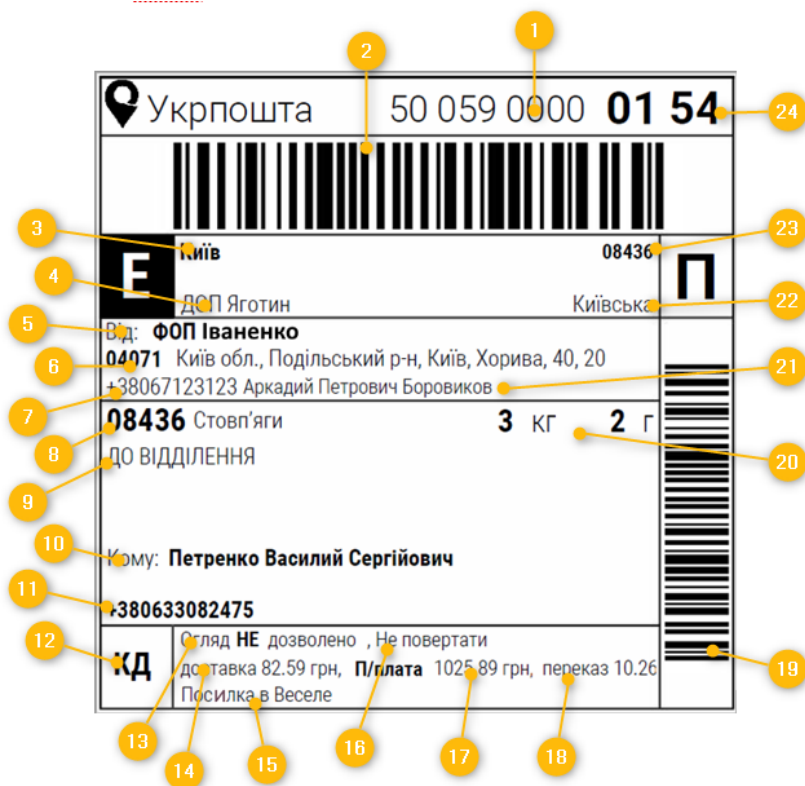 1
2
Укрпошта 50 059 0000 01 54
24
3
Е
Київ 08436
23
П
4
ДОП Яготин Київська
22
5
Від: ФОП Іваненко
6
04071 Київ обл., Подільський р-н, Київ, Хорива, 40, 20
21
7
+38067123123 Аркадий Петрович Боровиков
8
08436 Стовп'яги 3 кг 2 г
20
9
ДО ВІДДІЛЕННЯ
10
Кому: Петренко Василий Сергійович
11
+380633082475
12
КД
Огляд НЕ дозволено , Не повертати
19
доставка 82.59 грн, П/плата 1025.89 грн, переказ 10.26
Посилка в Веселе
13
14
15
16
17
18